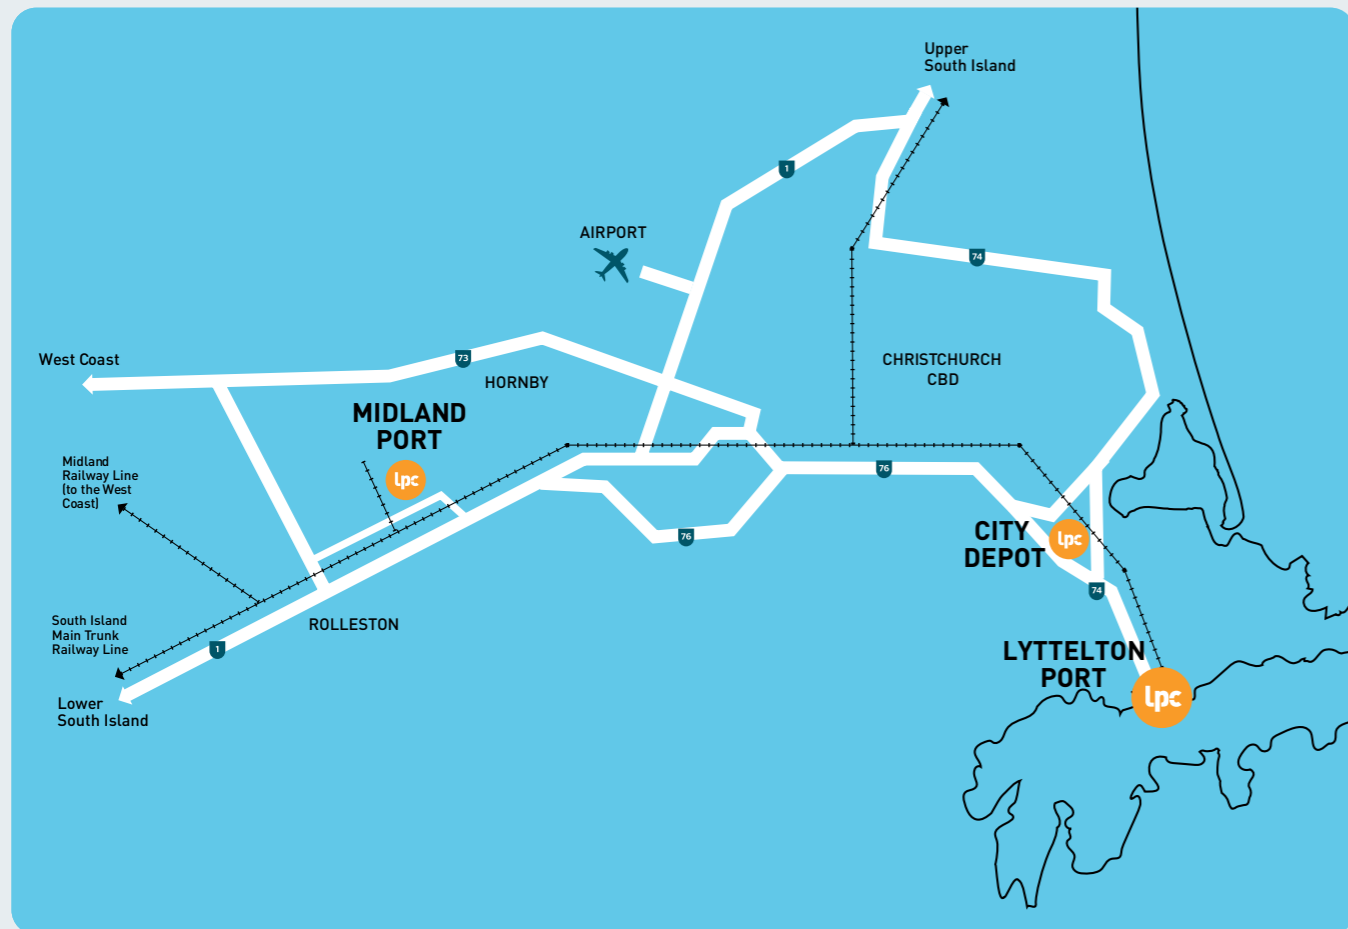 Upper
South Island
1
AIRPORT
74
West Coast
73
HORNBY
CHRISTCHURCH
CBD
MIDLAND
PORT
lpc
Midland
Railway Line
(to the West
Coast)
76
76
CITY
DEPOT
lpc
74
South Island
Main Trunk
Railway Line
ROLLESTON
1
LYTTELTON
PORT
lpc
Lower
South Island